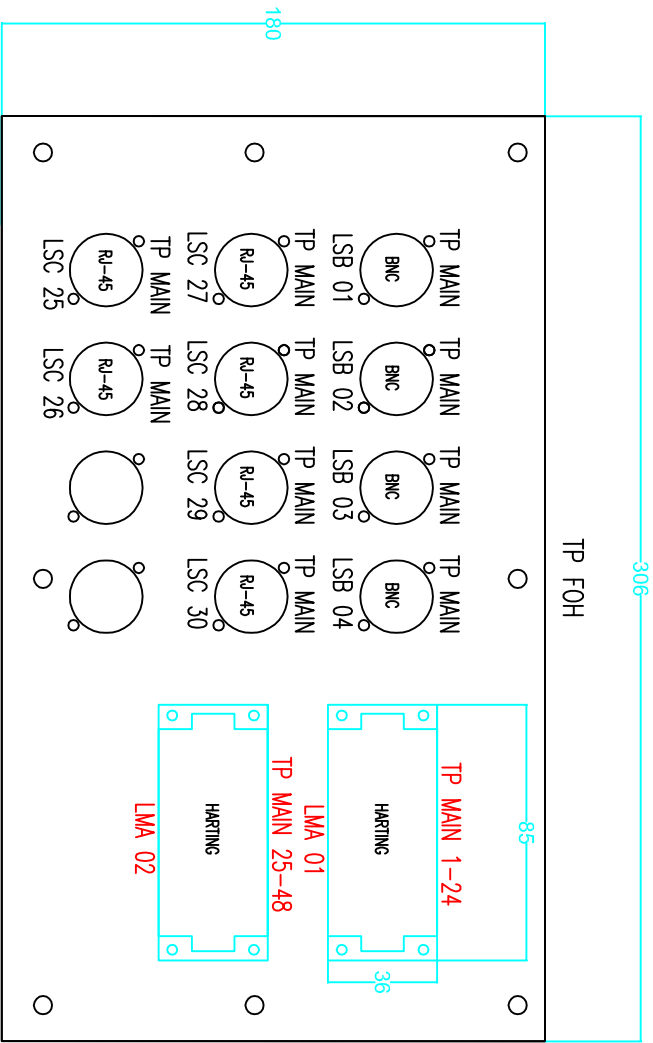 306
TP FOH
85
TP MAIN TP MAIN TP MAIN TP MAIN TP MAIN 1-24
BNC BNC BNC BNC HARTING 36
LSB 01 LSB 02 LSB 03 LSB 04 LMA 01
180
TP MAIN TP MAIN TP MAIN TP MAIN TP MAIN 25-48
RJ-45 RJ-45 RJ-45 RJ-45 HARTING
LSC 27 LSC 28 LSC 29 LSC 30 LMA 02
TP MAIN TP MAIN
RJ-45 RJ-45
LSC 25 LSC 26